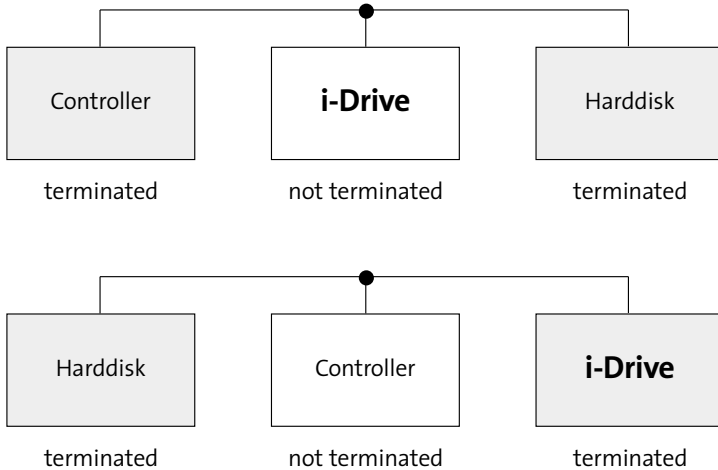 Controller i-Drive Harddisk
terminated not terminated terminated
Harddisk Controller i-Drive
terminated not terminated terminated